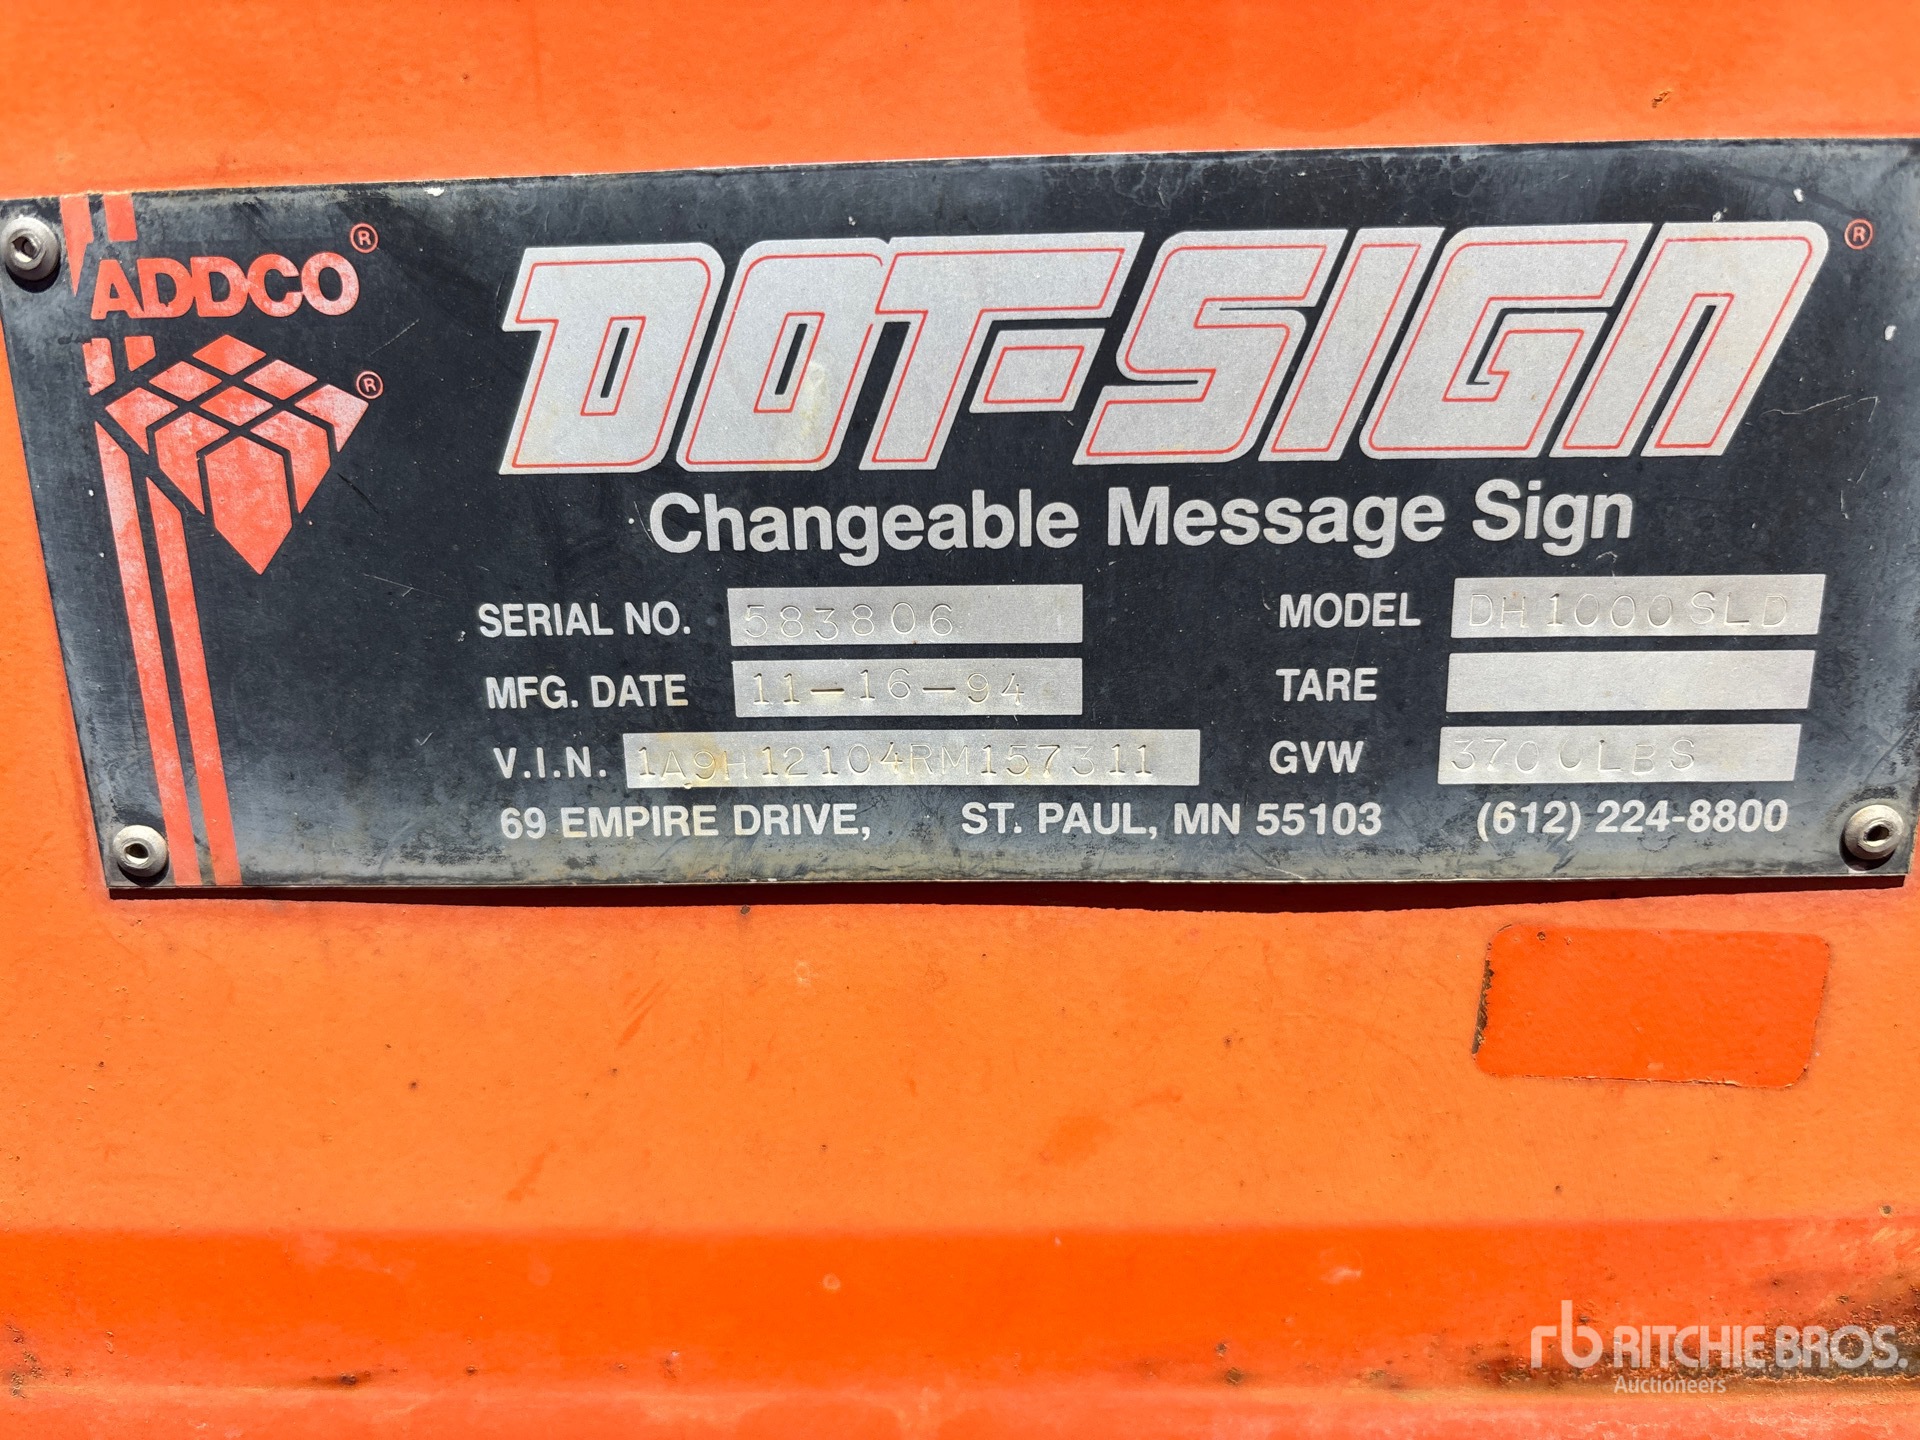 ADDCO®
®
DOT-SIGN®
Changeable Message Sign
SERIAL NO. 583806
MODEL DH1000SLD
MFG. DATE 11-16-94
TARE
V.I.N. 1A9H12104RM157311
GVW 3700LBS
69 EMPIRE DRIVE, ST. PAUL, MN 55103 (612) 224-8800
rb RITCHIE BROS.
Auctioneers